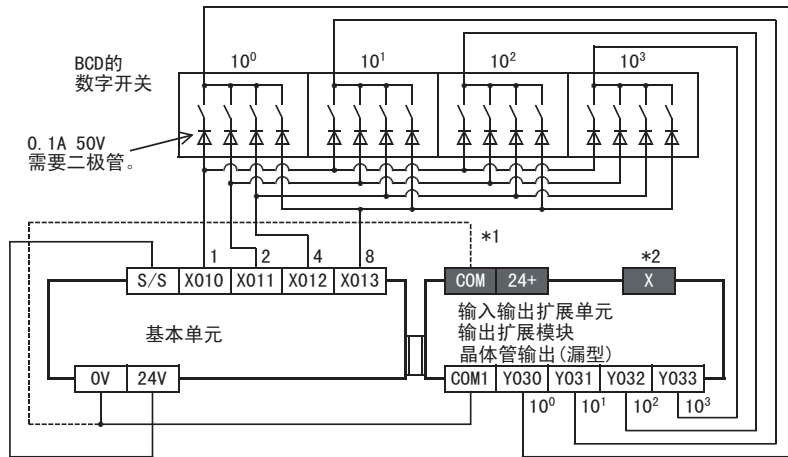 10⁰ 10¹ 10² 10³
BCD的
数字开关
0.1A 50V
需要二极管。
1 2 4 8 *1 *2
S/S X010 X011 X012 X013 COM 24+ X
基本单元
输入输出扩展单元
输出扩展模块
晶体管输出(漏型)
0V 24V COM1 Y030 Y031 Y032 Y033
10⁰ 10¹ 10² 10³